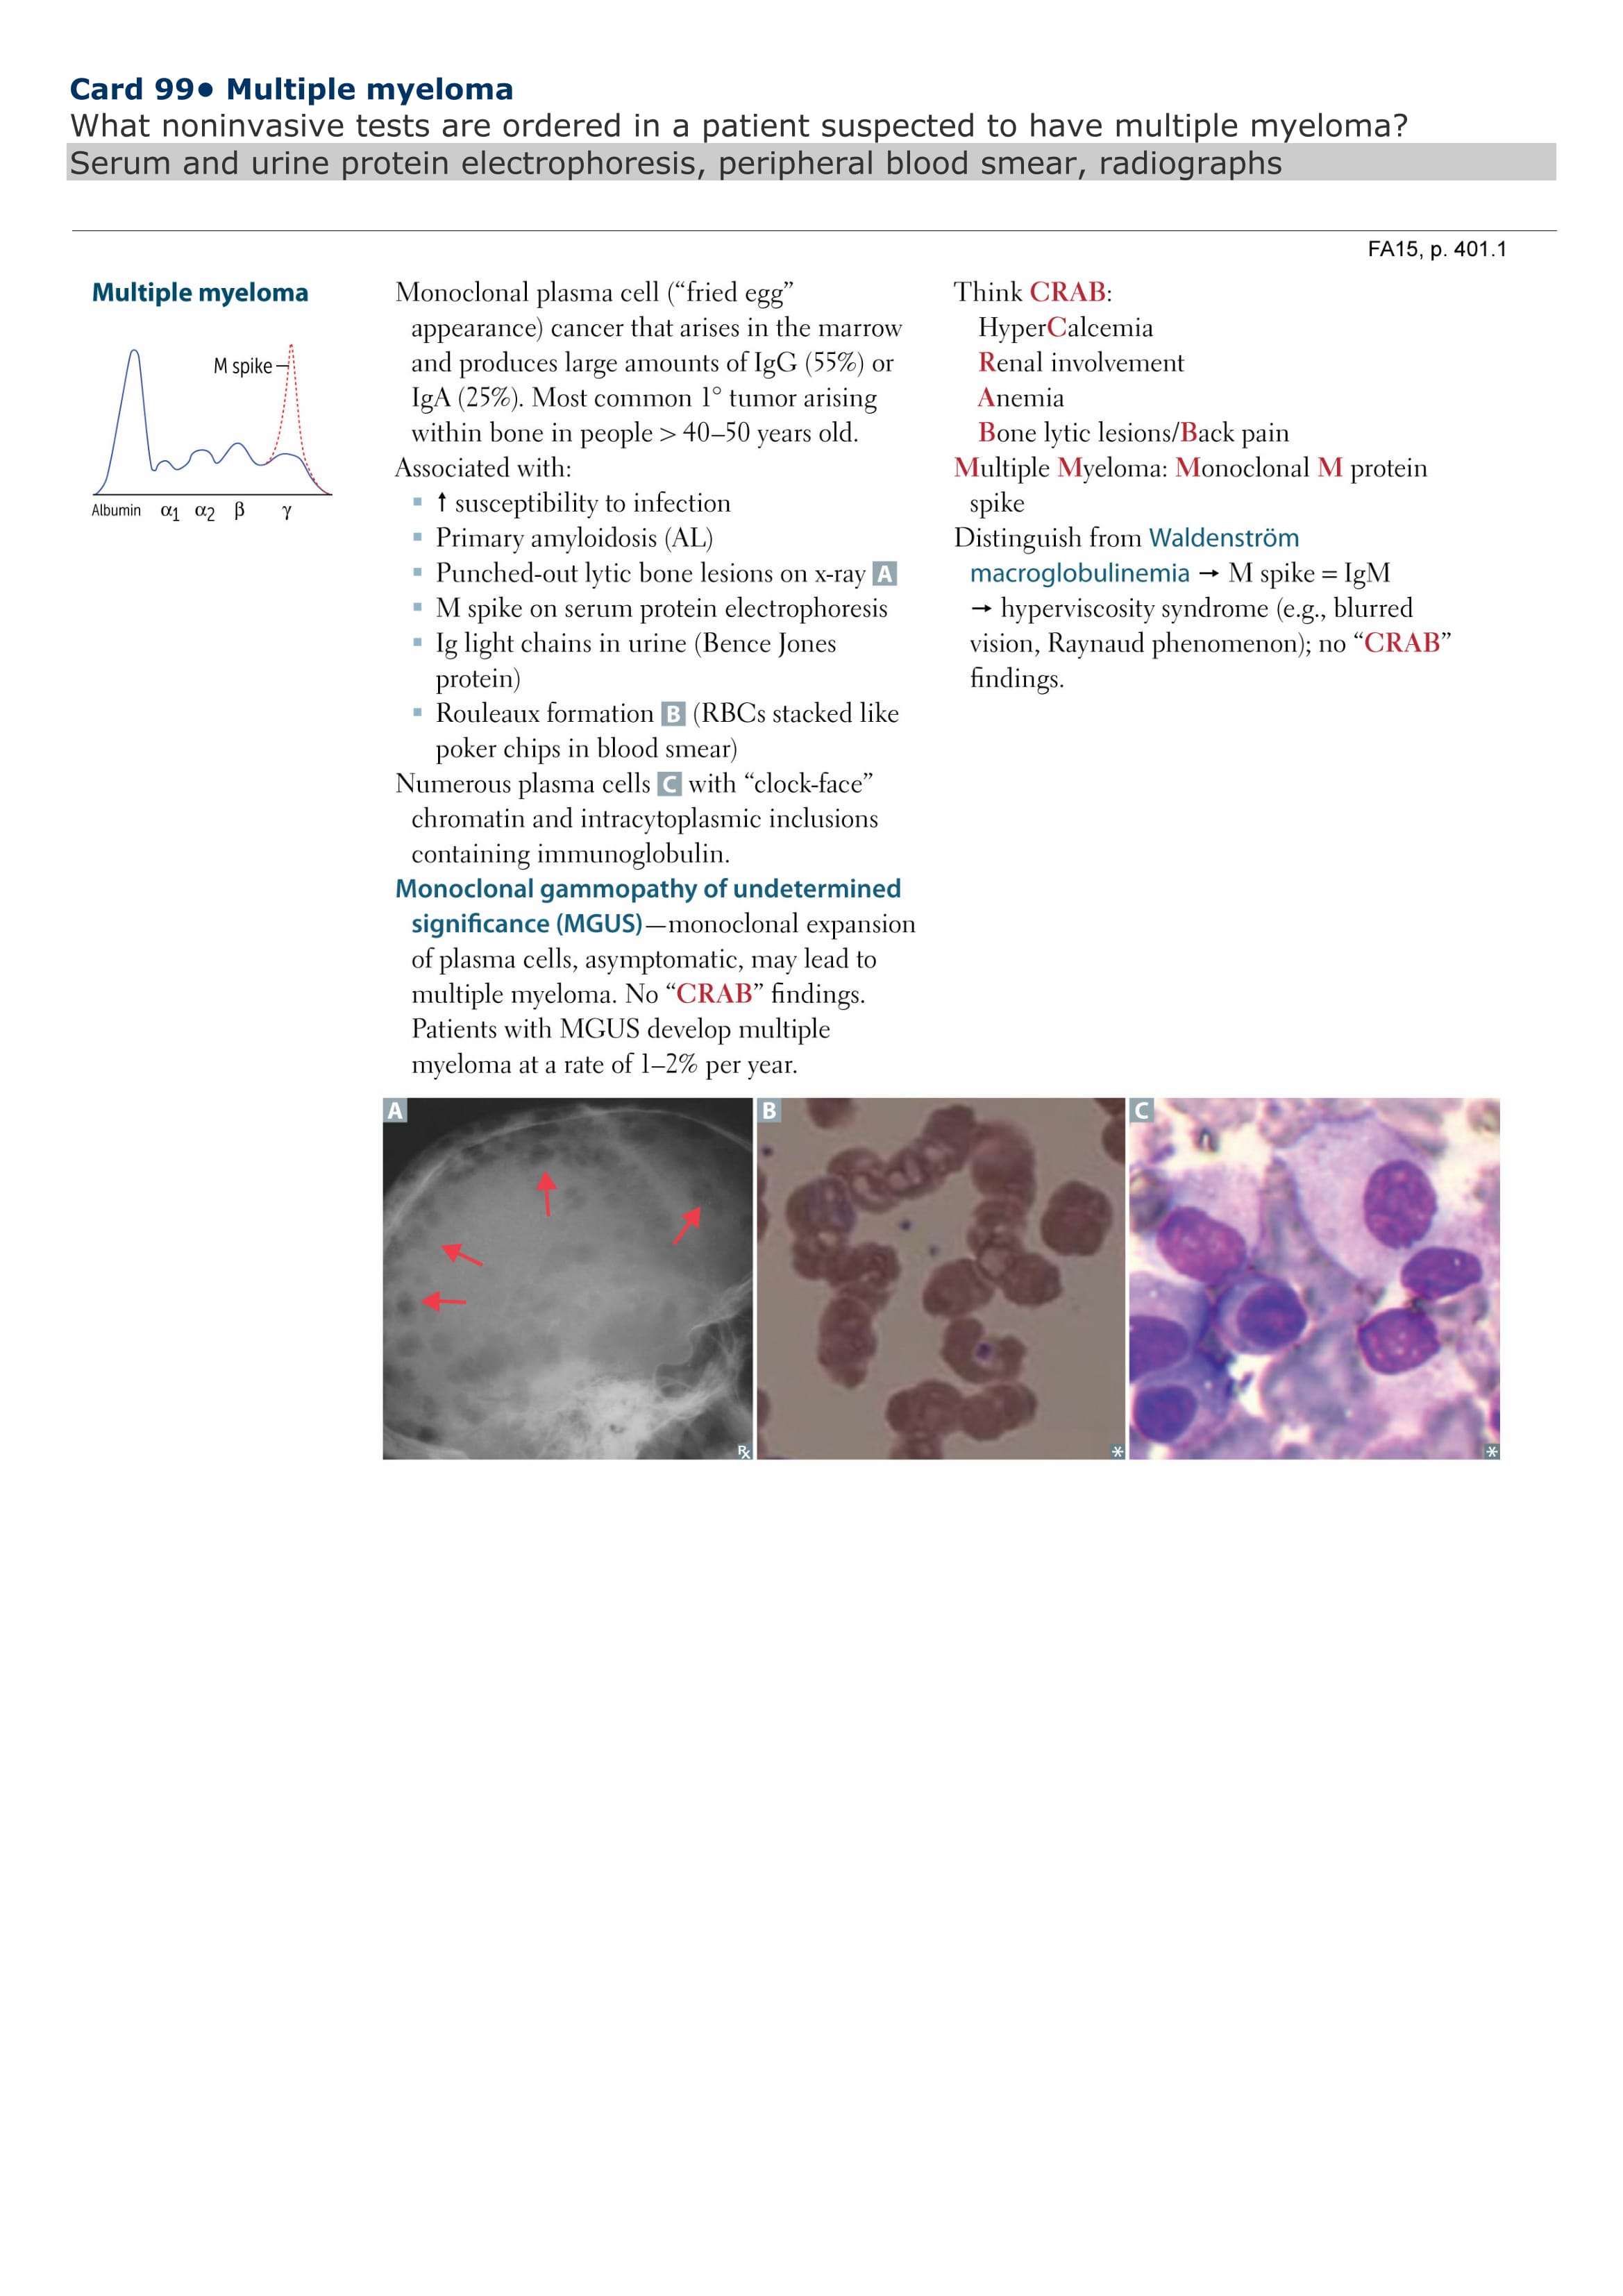 Card 99• Multiple myeloma
What noninvasive tests are ordered in a patient suspected to have multiple myeloma?
Serum and urine protein electrophoresis, peripheral blood smear, radiographs
FA15, p. 401.1
Multiple myeloma
M spike
Albumin α1 α2 β γ
Monoclonal plasma cell (“fried egg”
appearance) cancer that arises in the marrow
and produces large amounts of IgG (55%) or
IgA (25%). Most common 1° tumor arising
within bone in people > 40–50 years old.
Associated with:
▪ ↑ susceptibility to infection
▪ Primary amyloidosis (AL)
▪ Punched-out lytic bone lesions on x-ray A
▪ M spike on serum protein electrophoresis
▪ Ig light chains in urine (Bence Jones
protein)
▪ Rouleaux formation B (RBCs stacked like
poker chips in blood smear)
Numerous plasma cells C with “clock-face”
chromatin and intracytoplasmic inclusions
containing immunoglobulin.
Monoclonal gammopathy of undetermined
significance (MGUS)—monoclonal expansion
of plasma cells, asymptomatic, may lead to
multiple myeloma. No “CRAB” findings.
Patients with MGUS develop multiple
myeloma at a rate of 1–2% per year.
Think CRAB:
HyperCalcemia
Renal involvement
Anemia
Bone lytic lesions/Back pain
Multiple Myeloma: Monoclonal M protein
spike
Distinguish from Waldenström
macroglobulinemia → M spike = IgM
→ hyperviscosity syndrome (e.g., blurred
vision, Raynaud phenomenon); no “CRAB”
findings.
A
B
C
℞
*
*